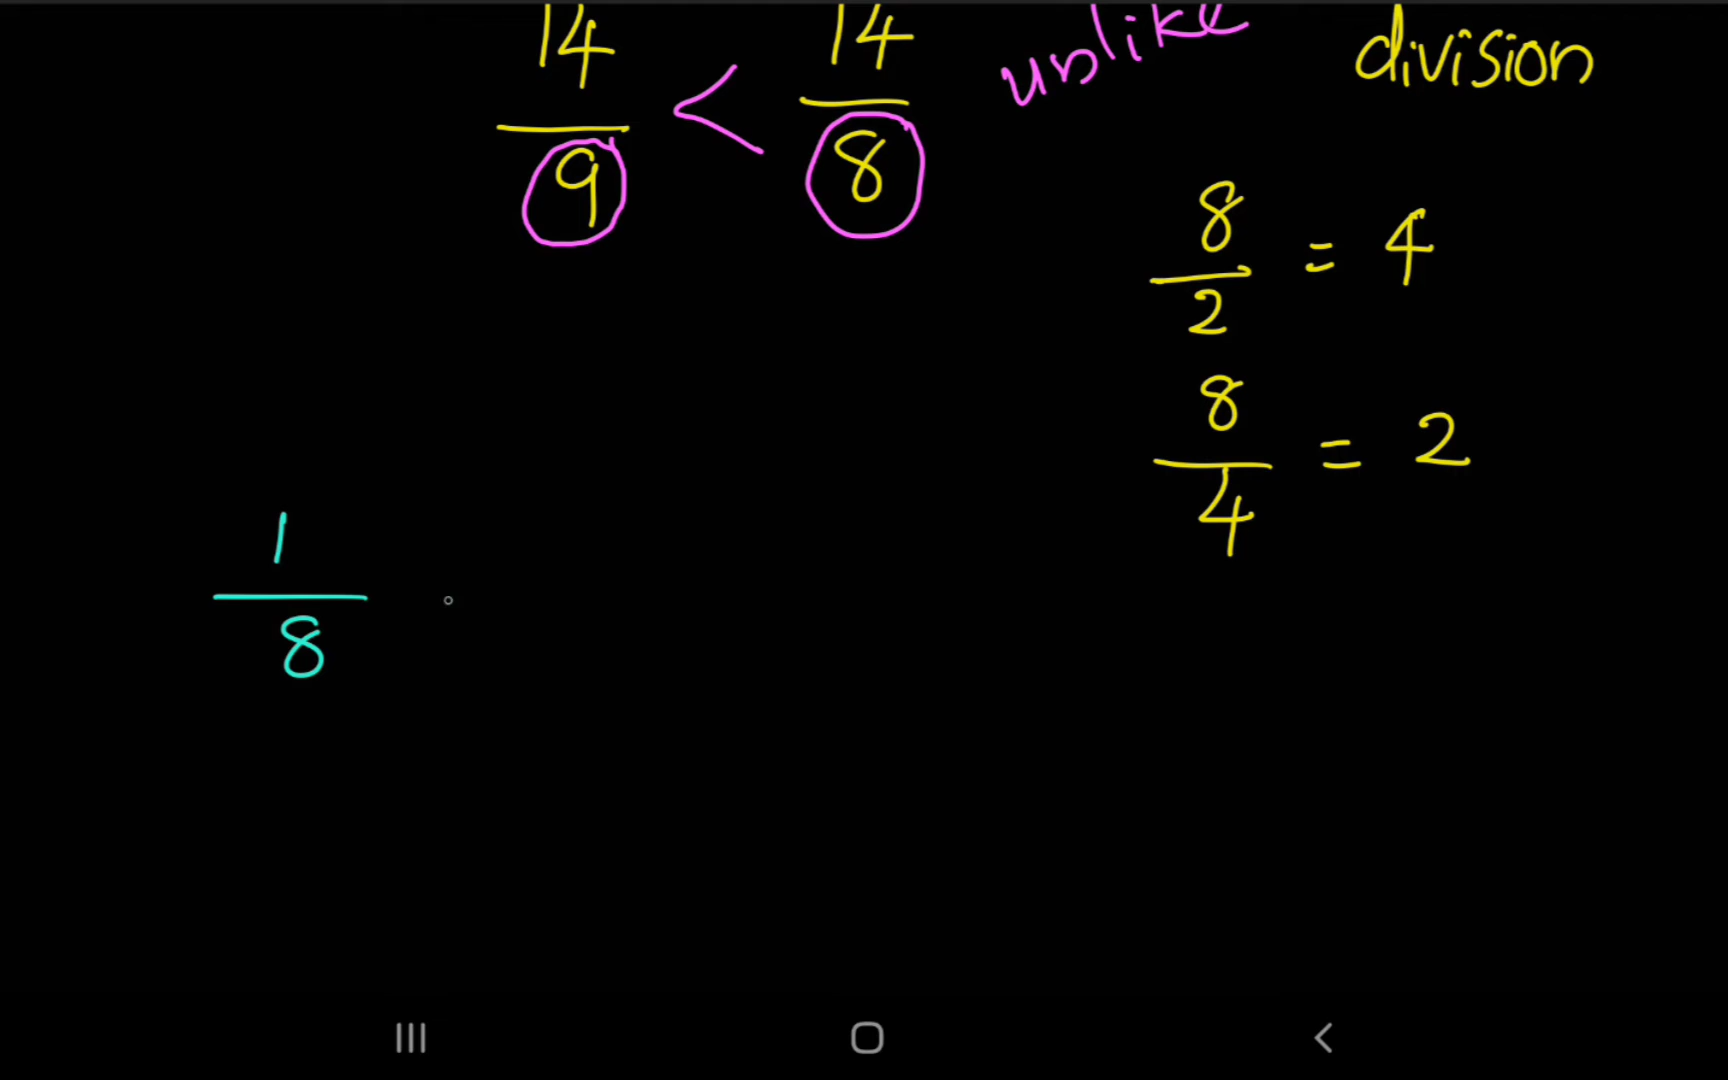 14/9 < 14/8 unlike division
8/2 = 4
8/4 = 2
1/8